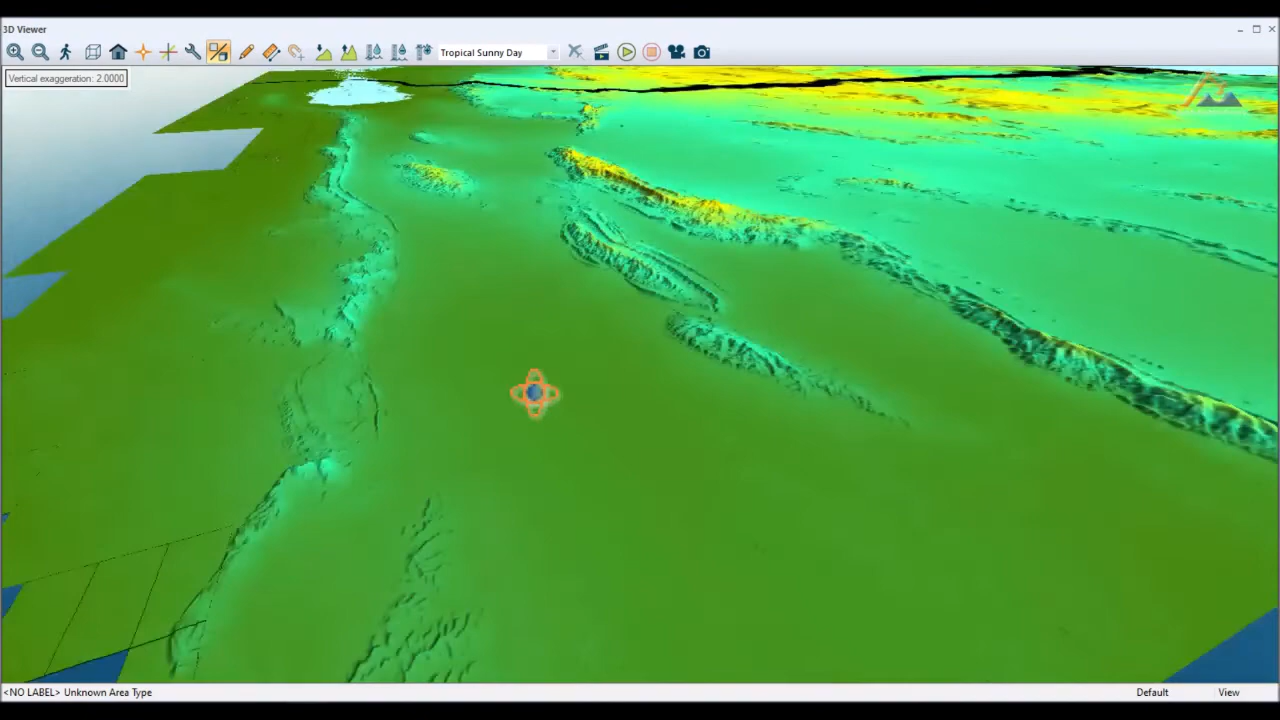 3D Viewer
Tropical Sunny Day
Vertical exaggeration: 2.0000
<NO LABEL> Unknown Area Type
Default
View